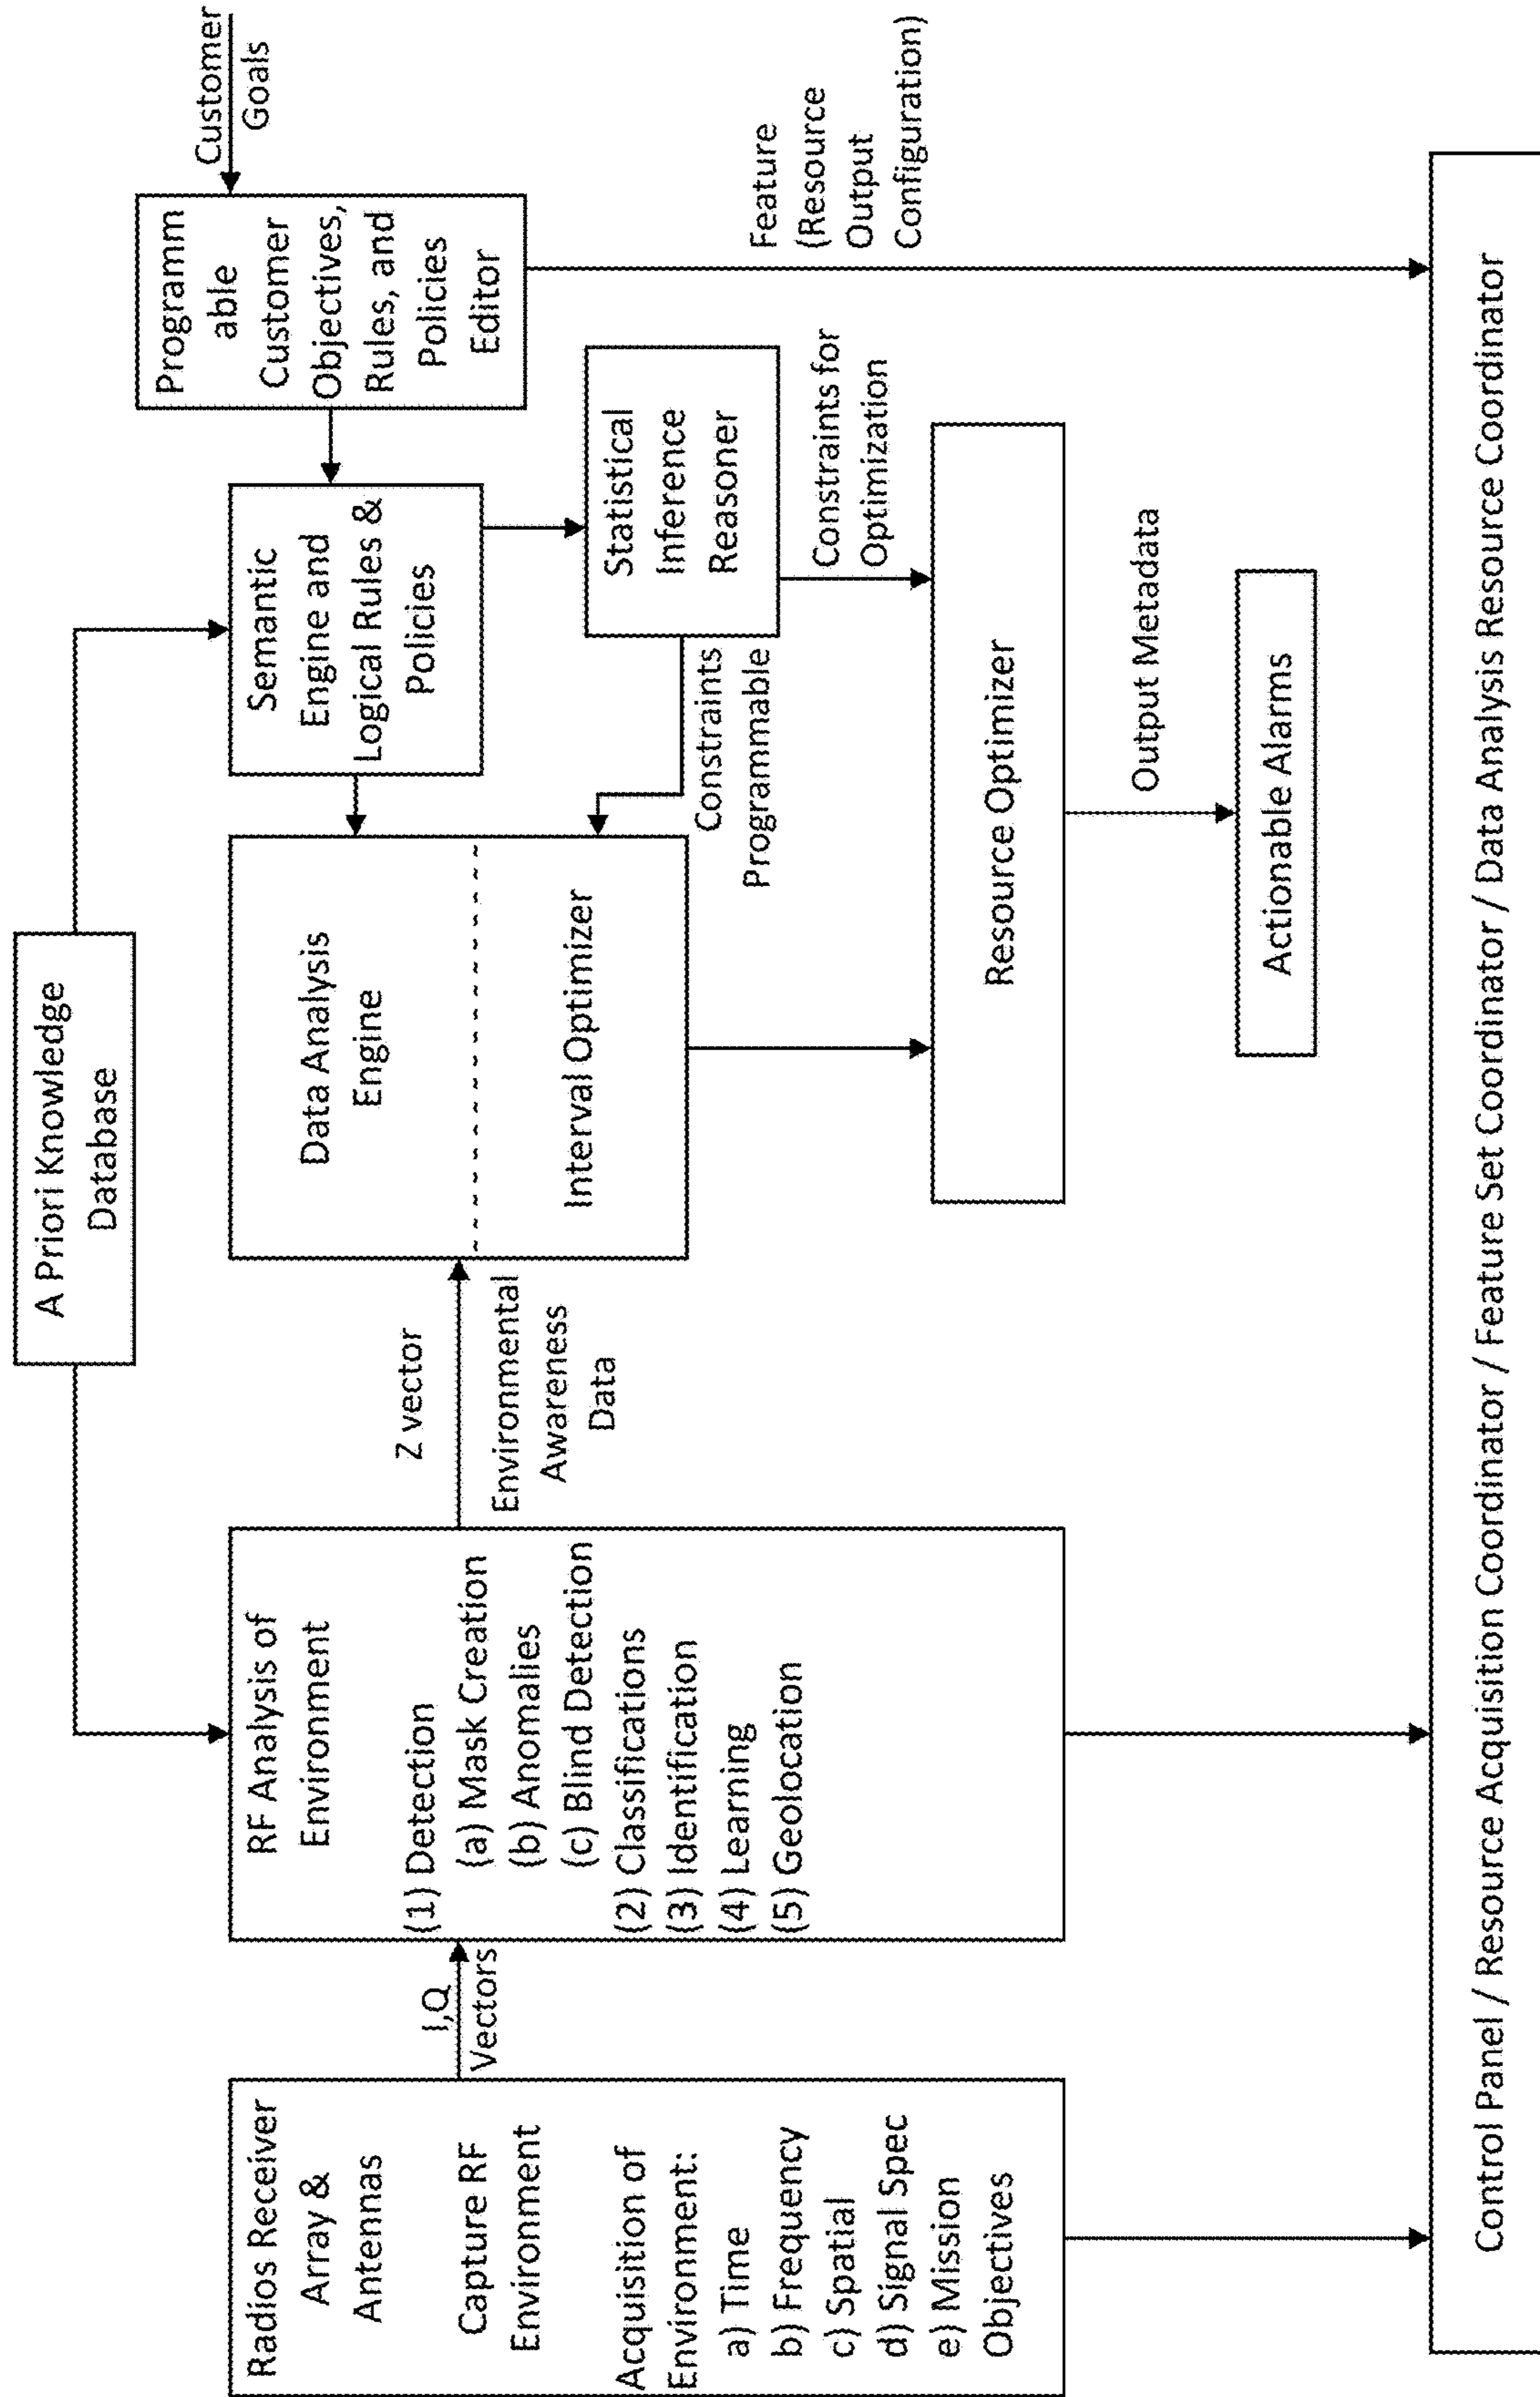 A Priori Knowledge
Database
Customer
Goals
Radios Receiver
Array &
Antennas
Capture RF
Environment
Acquisition of
Environment:
a) Time
b) Frequency
c) Spatial
d) Signal Spec
e) Mission
Objectives
I,Q
Vectors
RF Analysis of
Environment
(1) Detection
(a) Mask Creation
(b) Anomalies
(c) Blind Detection
(2) Classifications
(3) Identification
(4) Learning
(5) Geolocation
Z vector
Environmental
Awareness
Data
Data Analysis
Engine
Interval Optimizer
Semantic
Engine and
Logical Rules &
Policies
Programm
able
Customer
Objectives,
Rules, and
Policies
Editor
Statistical
Inference
Reasoner
Constraints
Programmable
Constraints for
Optimization
Feature
(Resource
Output
Configuration)
Resource Optimizer
Output Metadata
Actionable Alarms
Control Panel / Resource Acquisition Coordinator / Feature Set Coordinator / Data Analysis Resource Coordinator